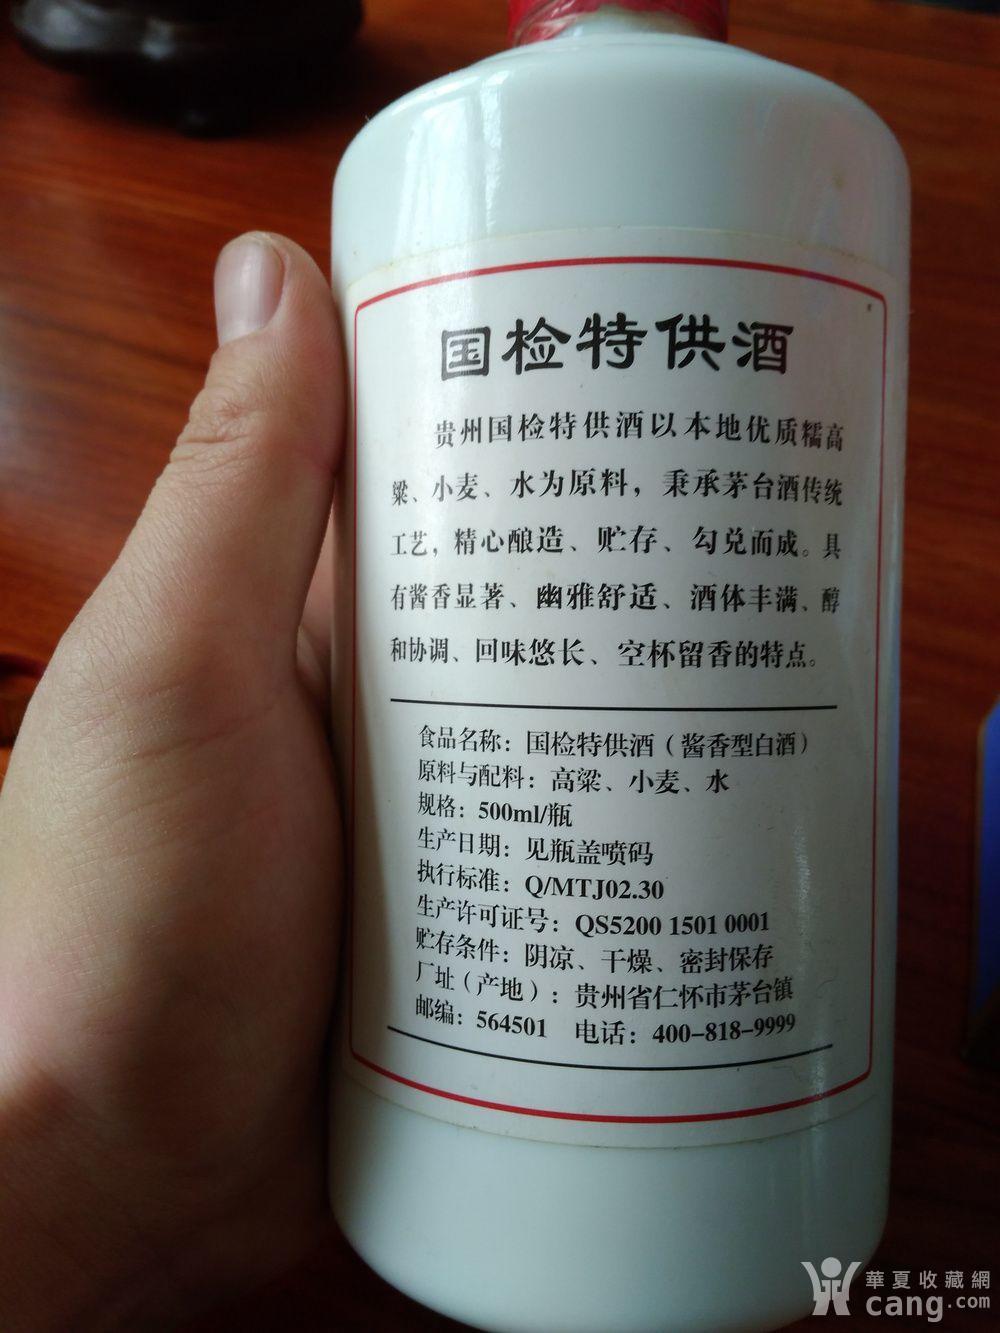 国检特供酒
贵州国检特供酒以本地优质糯高
粱、小麦、水为原料，秉承茅台酒传统
工艺，精心酿造、贮存、勾兑而成。具
有酱香显著、幽雅舒适、酒体丰满、醇
和协调、回味悠长、空杯留香的特点。
食品名称：国检特供酒（酱香型白酒）
原料与配料：高粱、小麦、水
规格：500ml/瓶
生产日期：见瓶盖喷码
执行标准：Q/MTJ02.30
生产许可证号：QS5200 1501 0001
贮存条件：阴凉、干燥、密封保存
厂址（产地）：贵州省仁怀市茅台镇
邮编：564501 电话：400-818-9999
華夏收藏網
cang.com